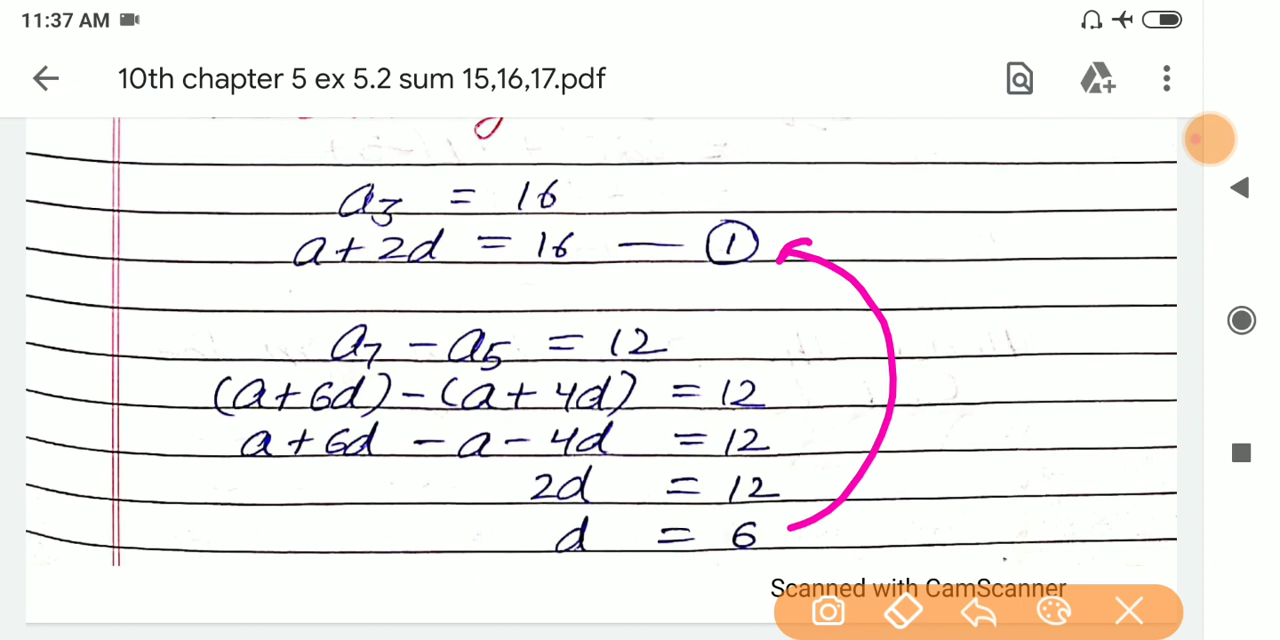 11:37 AM
10th chapter 5 ex 5.2 sum 15,16,17.pdf
a₃ = 16
a + 2d = 16 — ①
a₇ - a₅ = 12
(a + 6d) - (a + 4d) = 12
a + 6d - a - 4d = 12
2d = 12
d = 6
Scanned with CamScanner